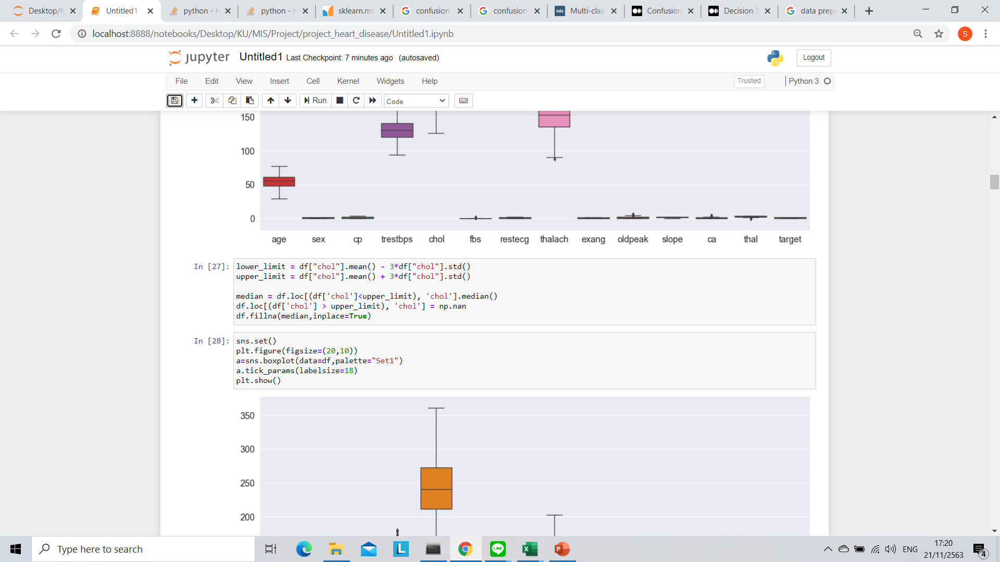 Desktop/K
Untitled1 -
python - H
python - H
sklearn.me
confusion
confusion
Multi-clas
Confusion
Decision T
data prep
localhost:8888/notebooks/Desktop/KU/MIS/Project/project_heart_disease/Untitled1.ipynb
S
jupyter Untitled1 Last Checkpoint: 7 minutes ago (autosaved)
Logout
File Edit View Insert Cell Kernel Widgets Help
Trusted
Python 3
Run
Code
150
100
50
0
age sex cp trestbps chol fbs restecg thalach exang oldpeak slope ca thal target
In [27]:
lower_limit = df["chol"].mean() - 3*df["chol"].std()
upper_limit = df["chol"].mean() + 3*df["chol"].std()
median = df.loc[(df['chol']<upper_limit), 'chol'].median()
df.loc[(df['chol'] > upper_limit), 'chol'] = np.nan
df.fillna(median,inplace=True)
In [28]:
sns.set()
plt.figure(figsize=(20,10))
a=sns.boxplot(data=df,palette="Set1")
a.tick_params(labelsize=18)
plt.show()
350
300
250
200
Type here to search
ENG
17:20
21/11/2563
4